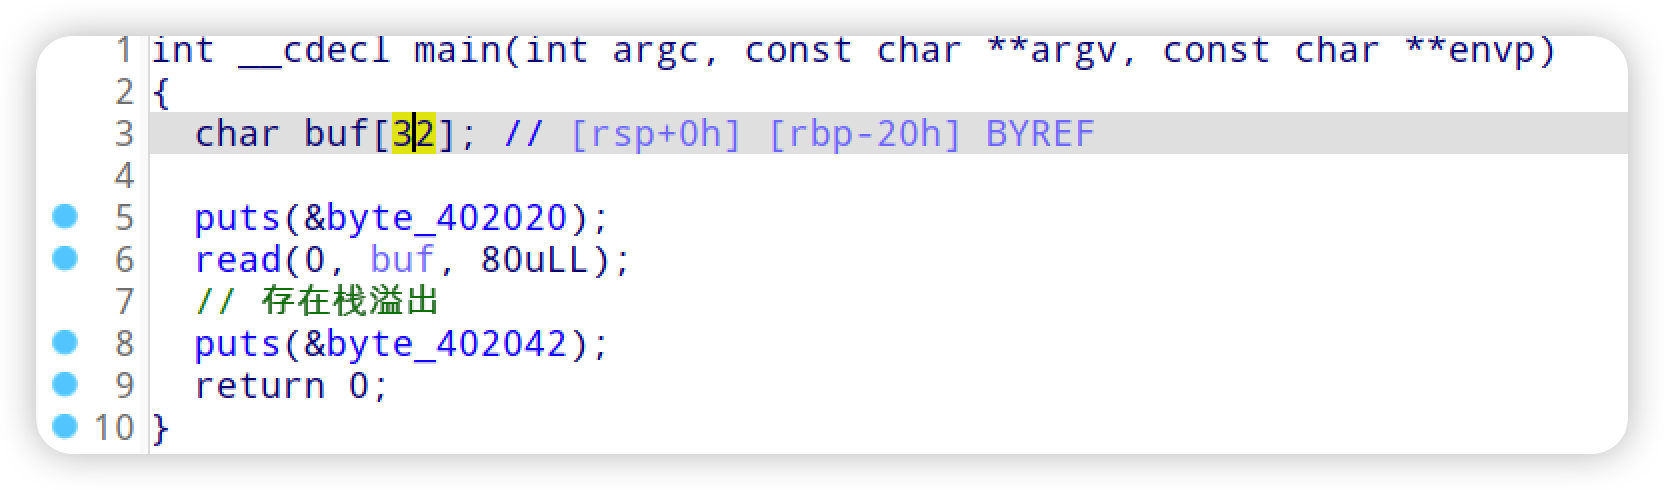 1 int __cdecl main(int argc, const char **argv, const char **envp)
2 {
3   char buf[32]; // [rsp+0h] [rbp-20h] BYREF
4
5   puts(&byte_402020);
6   read(0, buf, 80uLL);
7   // 存在栈溢出
8   puts(&byte_402042);
9   return 0;
10 }